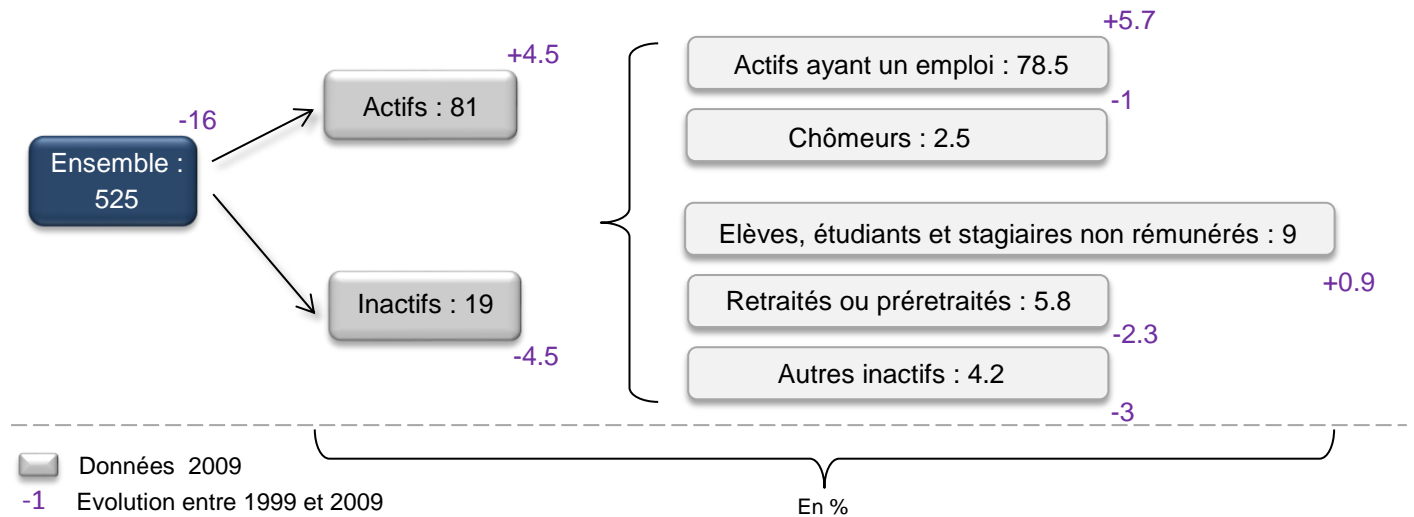 -16
Ensemble :
525
+4.5
Actifs : 81
Inactifs : 19
-4.5
+5.7
Actifs ayant un emploi : 78.5
-1
Chômeurs : 2.5
Elèves, étudiants et stagiaires non rémunérés : 9
+0.9
Retraités ou préretraités : 5.8
-2.3
Autres inactifs : 4.2
-3
Données 2009
-1 Evolution entre 1999 et 2009
En %